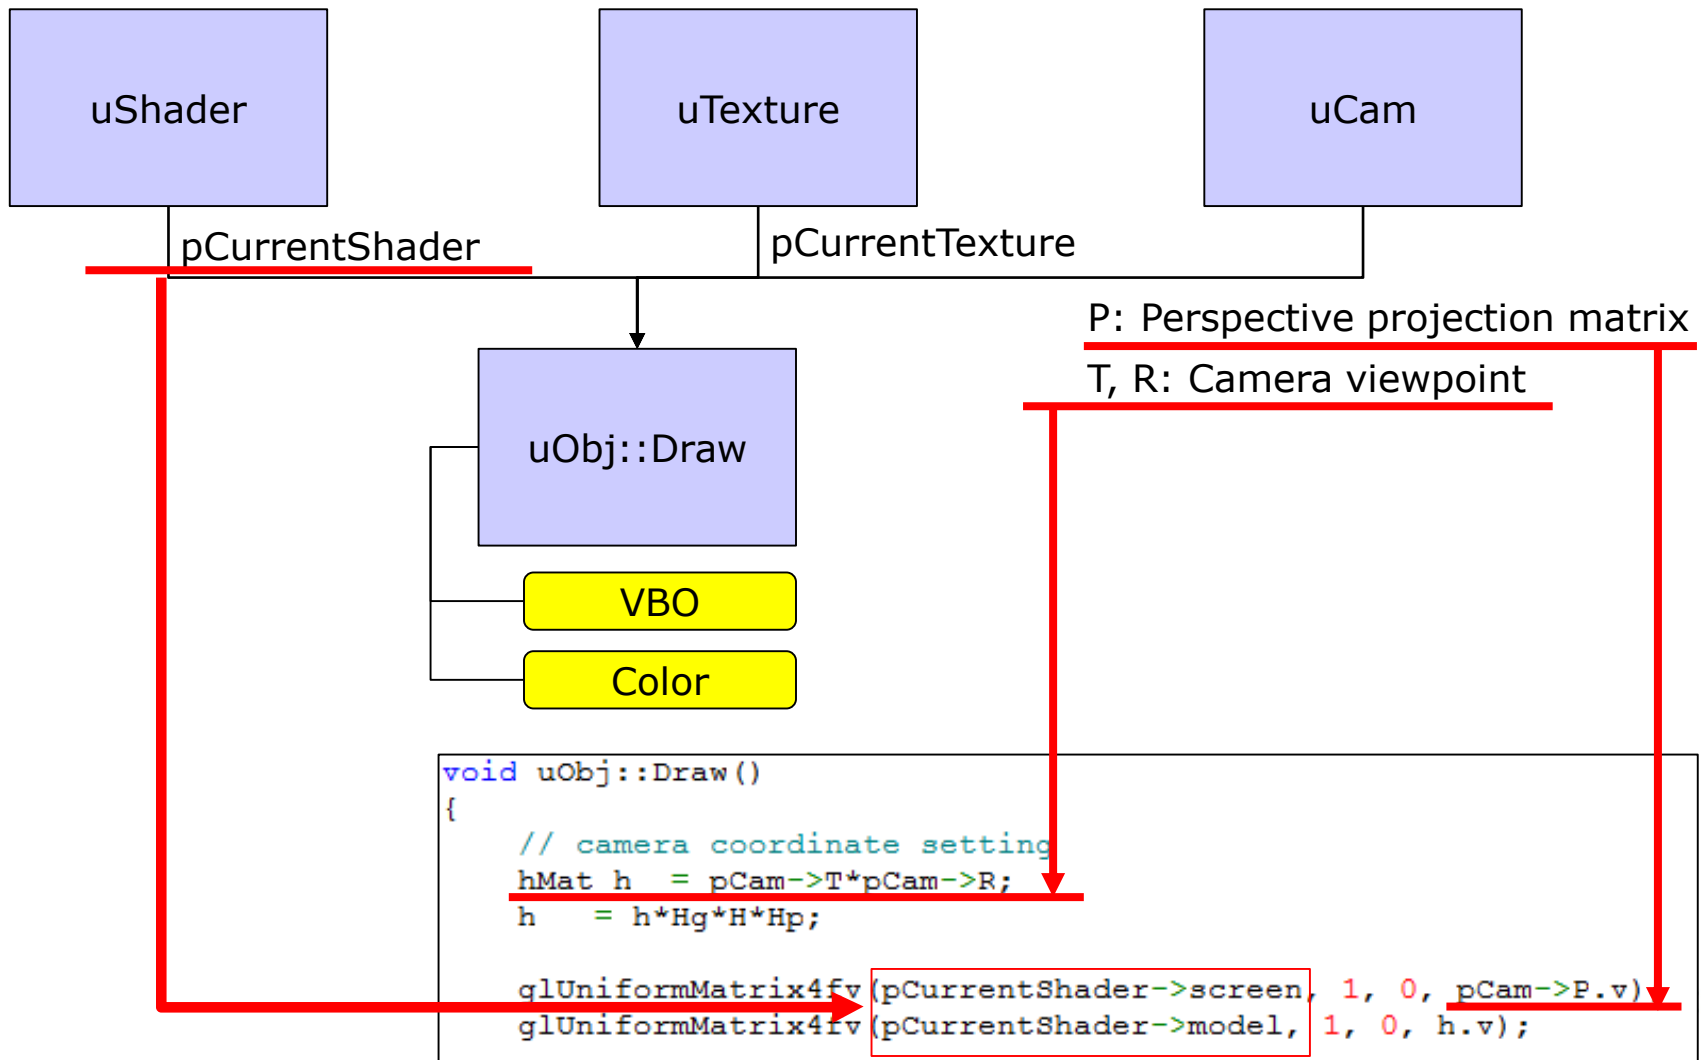 uShader
uTexture
uCam
pCurrentShader
pCurrentTexture
P: Perspective projection matrix
T, R: Camera viewpoint
uObj::Draw
VBO
Color
void uObj::Draw()
{
// camera coordinate setting
hMat h = pCam->T*pCam->R;
h = h*Hg*H*Hp;
glUniformMatrix4fv(pCurrentShader->screen, 1, 0, pCam->P.v)
glUniformMatrix4fv(pCurrentShader->model, 1, 0, h.v);